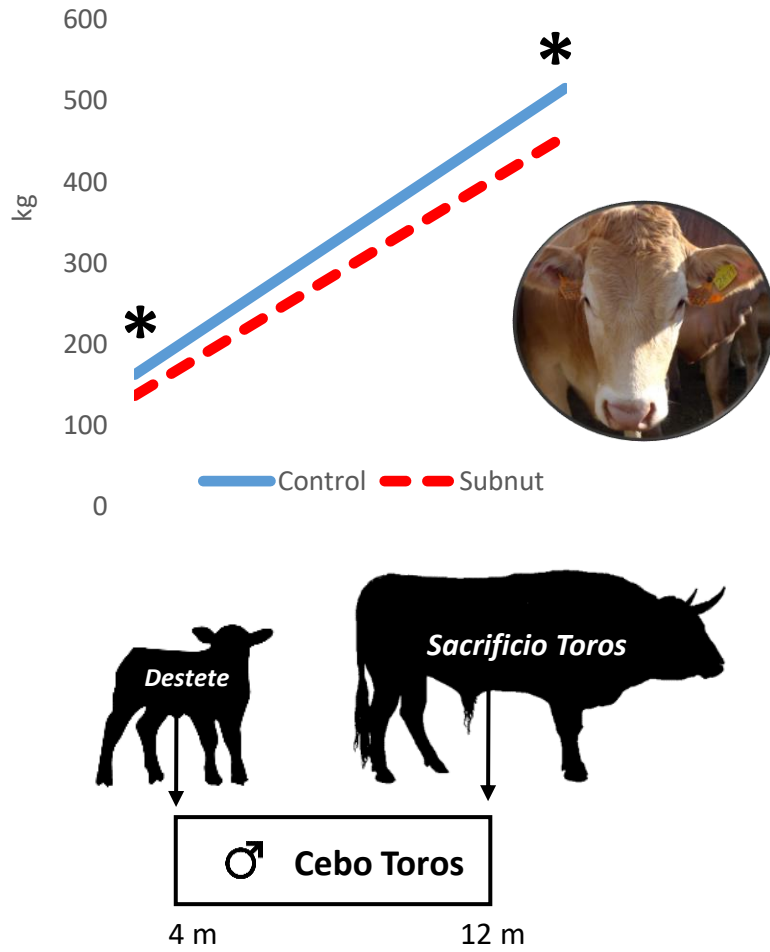 600
500
400
kg
300
*
*
200
100
Control Subnut
0
Destete
Sacrificio Toros
♂ Cebo Toros
4 m
12 m